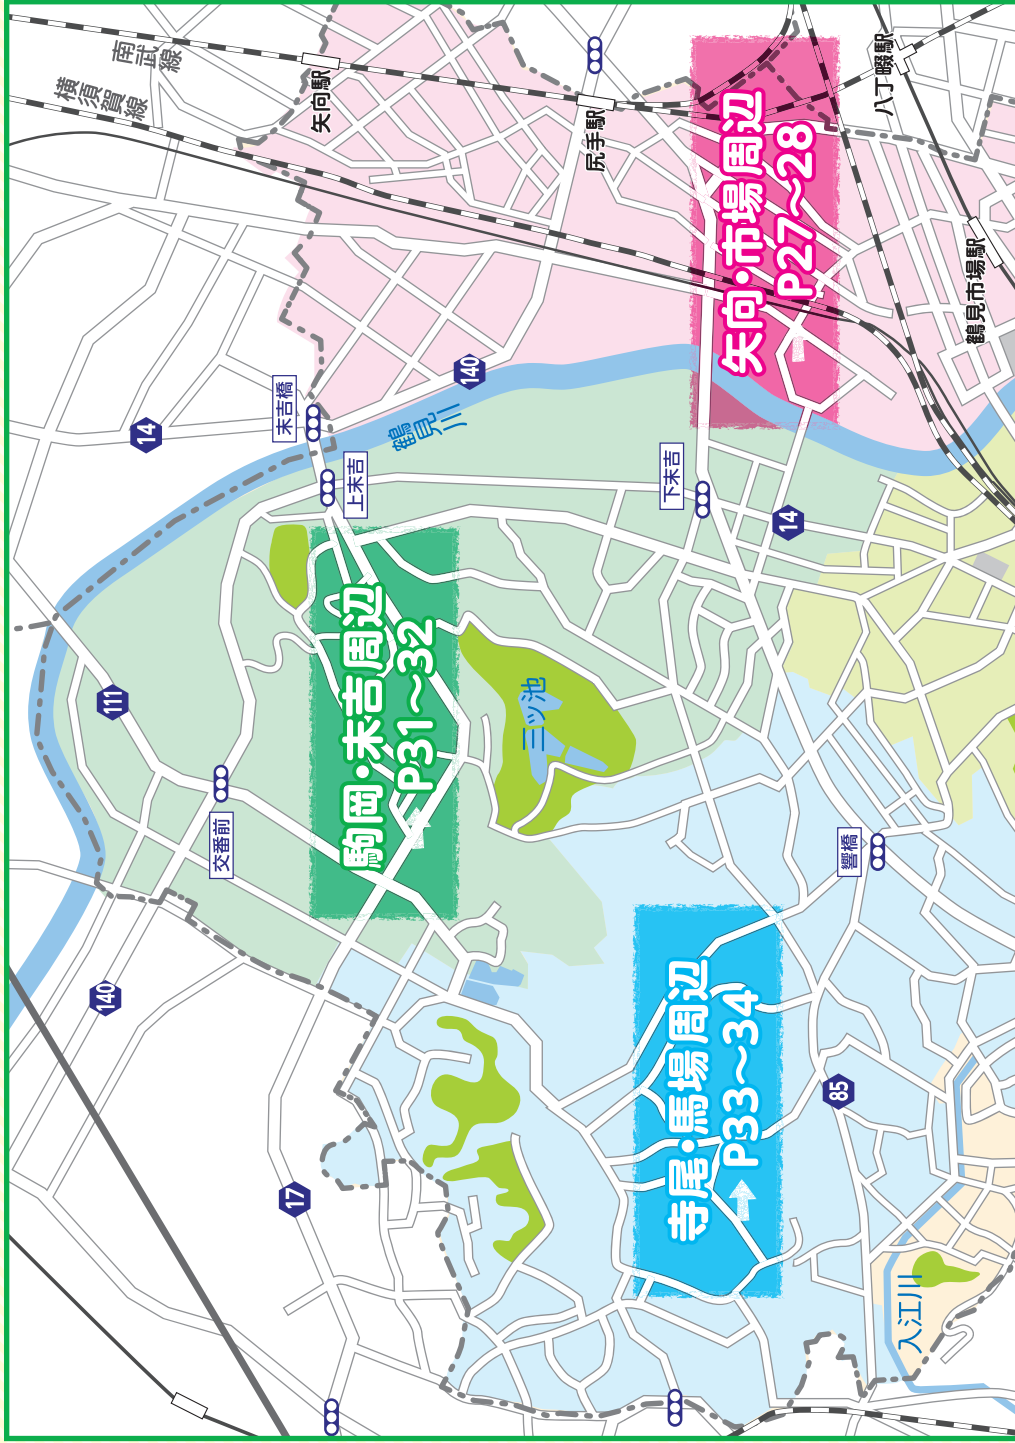 南武線
横須賀線
矢向駅
尻手駅
八丁畷駅
鶴見市場駅
矢向・市場周辺
P27〜28
14
140
末吉橋
鶴見川
上末吉
下末吉
14
駒岡・末吉周辺
P31〜32
三ツ池
111
交番前
響橋
140
寺尾・馬場周辺
P33〜34
85
17
入江川